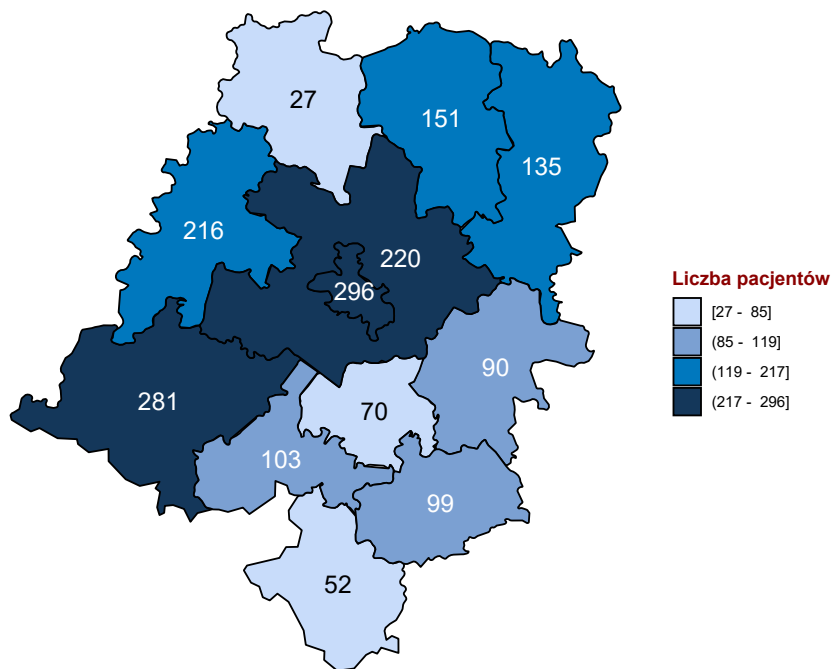 27
151
135
216
220
296
281
70
90
103
99
52
Liczba pacjentów
[27 - 85]
(85 - 119]
(119 - 217]
(217 - 296]